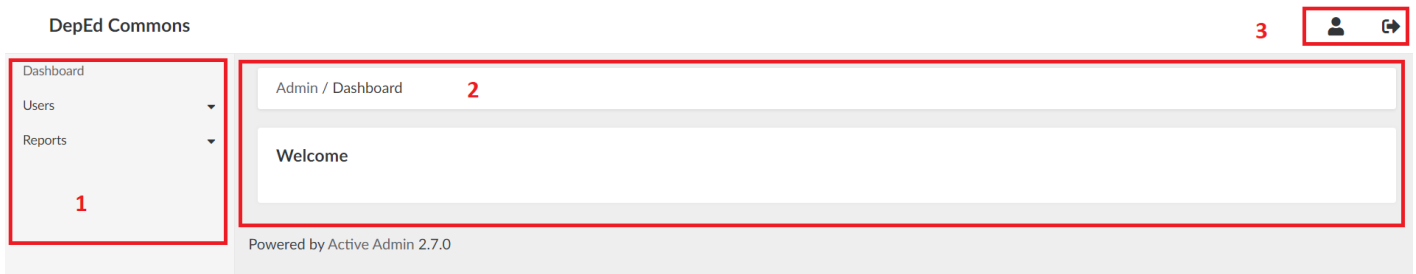 DepEd Commons
3
Dashboard
Users
Reports
1
Admin / Dashboard
2
Welcome
Powered by Active Admin 2.7.0